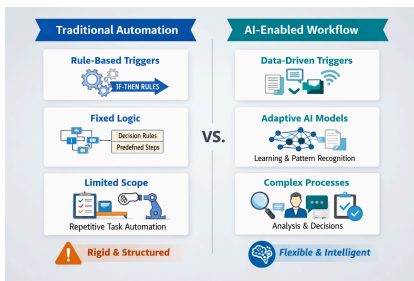 Traditional Automation
Rule-Based Triggers
IF-THEN RULES
Fixed Logic
Decision Rules
Predefined Steps
Limited Scope
Repetitive Task Automation
Rigid & Structured
VS.
AI-Enabled Workflow
Data-Driven Triggers
Adaptive AI Models
Learning & Pattern Recognition
Complex Processes
Analysis & Decisions
Flexible & Intelligent